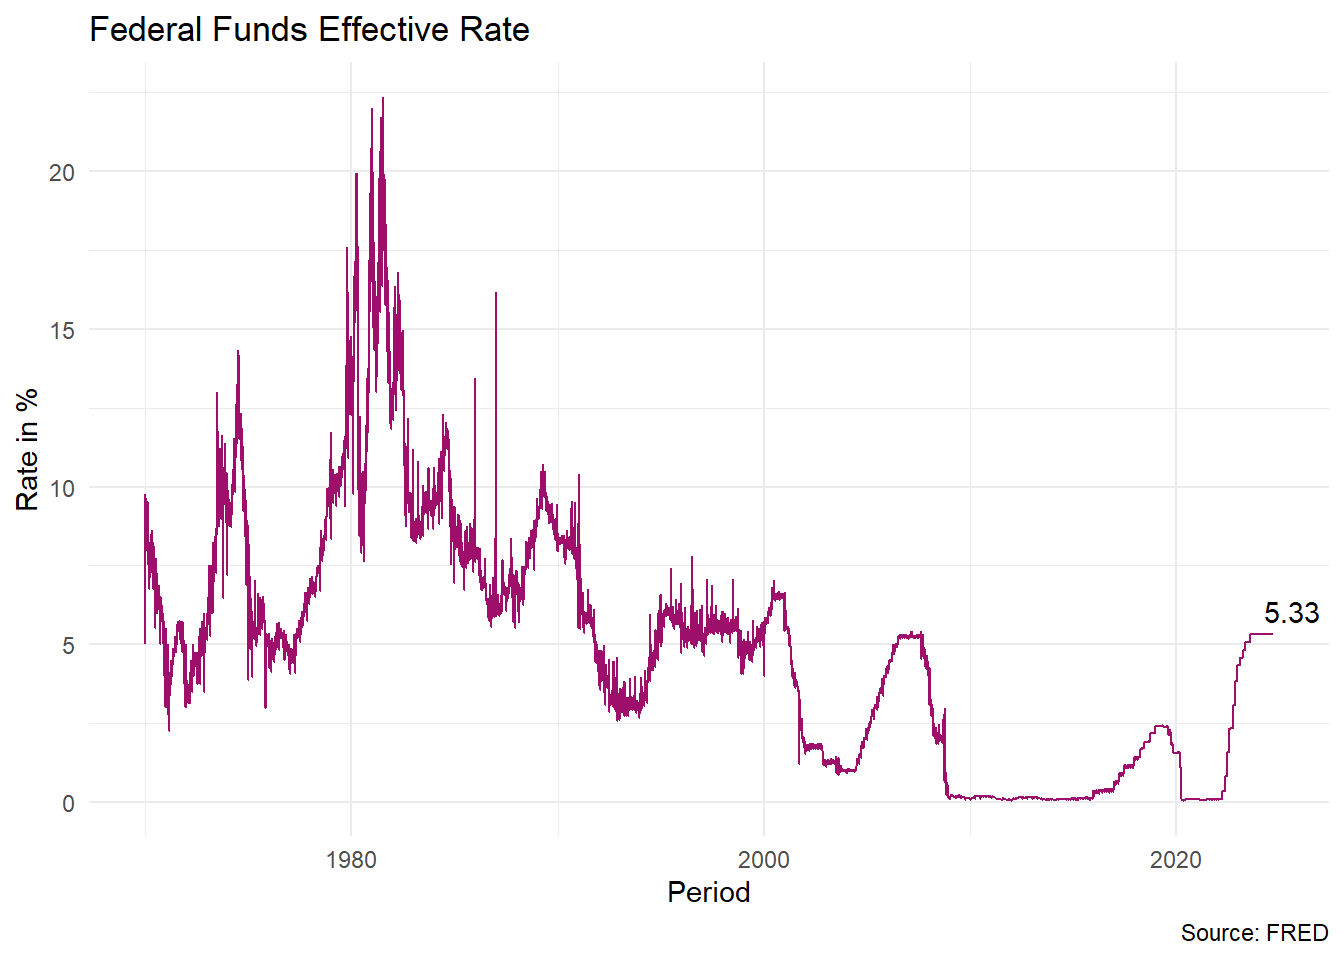 Federal Funds Effective Rate
20
15
10
5
0
Rate in %
5.33
1980
2000
2020
Period
Source: FRED